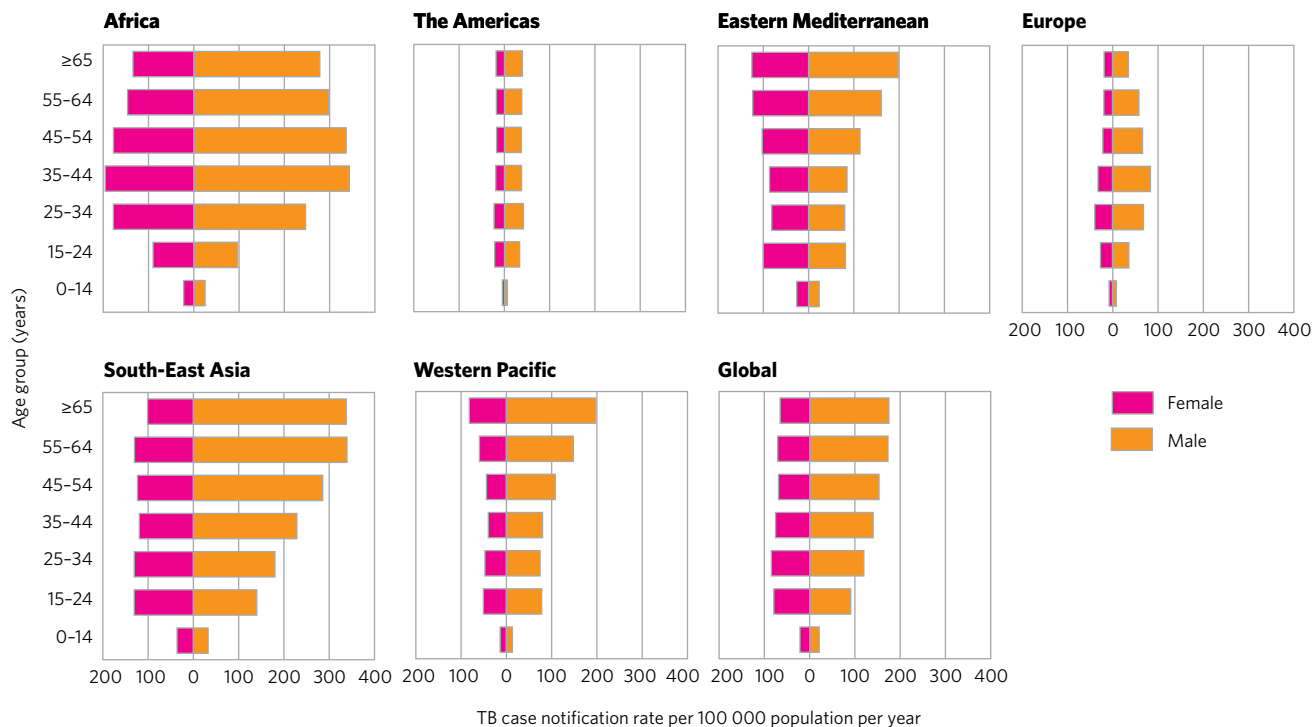 Africa
The Americas
Eastern Mediterranean
Europe
≥65
55–64
45–54
35–44
25–34
15–24
0–14
200 100 0 100 200 300 400
Age group (years)
South-East Asia
Western Pacific
Global
≥65
55–64
45–54
35–44
25–34
15–24
0–14
200 100 0 100 200 300 400
200 100 0 100 200 300 400
200 100 0 100 200 300 400
Female
Male
TB case notification rate per 100 000 population per year